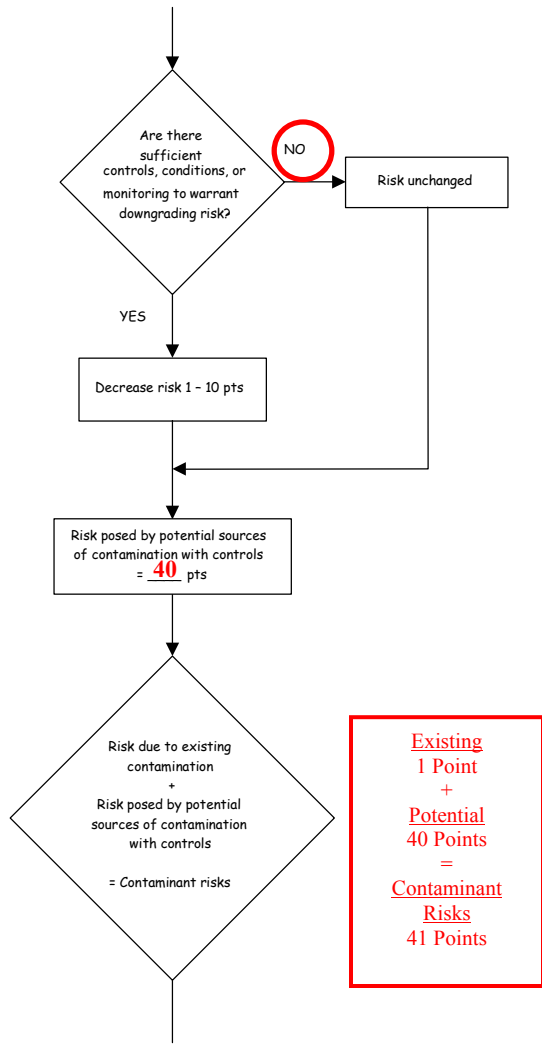 Are there
sufficient
controls, conditions, or
monitoring to warrant
downgrading risk?
NO
Risk unchanged
YES
Decrease risk 1 – 10 pts
Risk posed by potential sources
of contamination with controls
= 40 pts
Risk due to existing
contamination
+
Risk posed by potential
sources of contamination
with controls
= Contaminant risks
Existing
1 Point
+
Potential
40 Points
=
Contaminant
Risks
41 Points